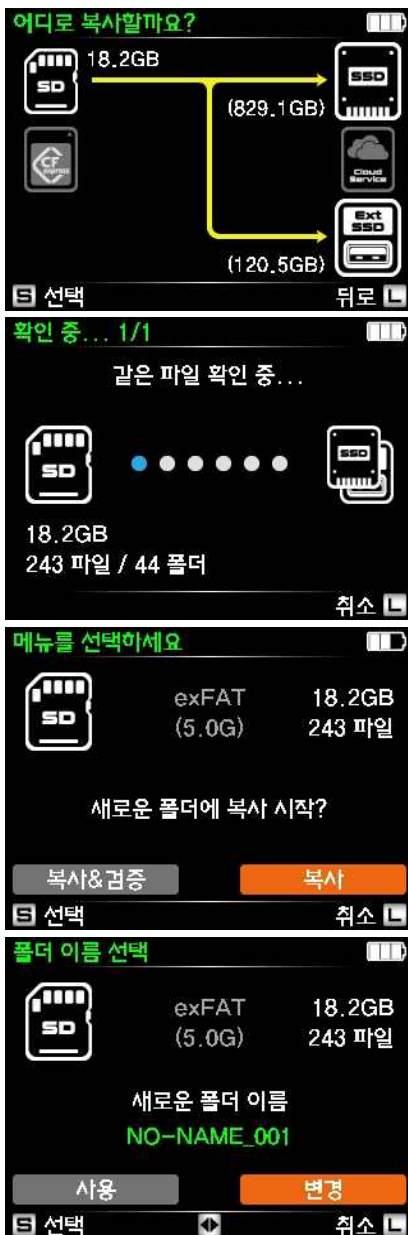 어디로 복사할까요?
SD
18.2GB
SSD
(829.1GB)
CF
express
Cloud
Service
Ext
SSD
(120.5GB)
S 선택
뒤로 L
확인 중... 1/1
같은 파일 확인 중...
SD
SSD
18.2GB
243 파일 / 44 폴더
취소 L
메뉴를 선택하세요
SD
exFAT 18.2GB
(5.0G) 243 파일
새로운 폴더에 복사 시작?
복사&검증 복사
S 선택 취소 L
폴더 이름 선택
SD
exFAT 18.2GB
(5.0G) 243 파일
새로운 폴더 이름
NO-NAME_001
사용 변경
S 선택 취소 L